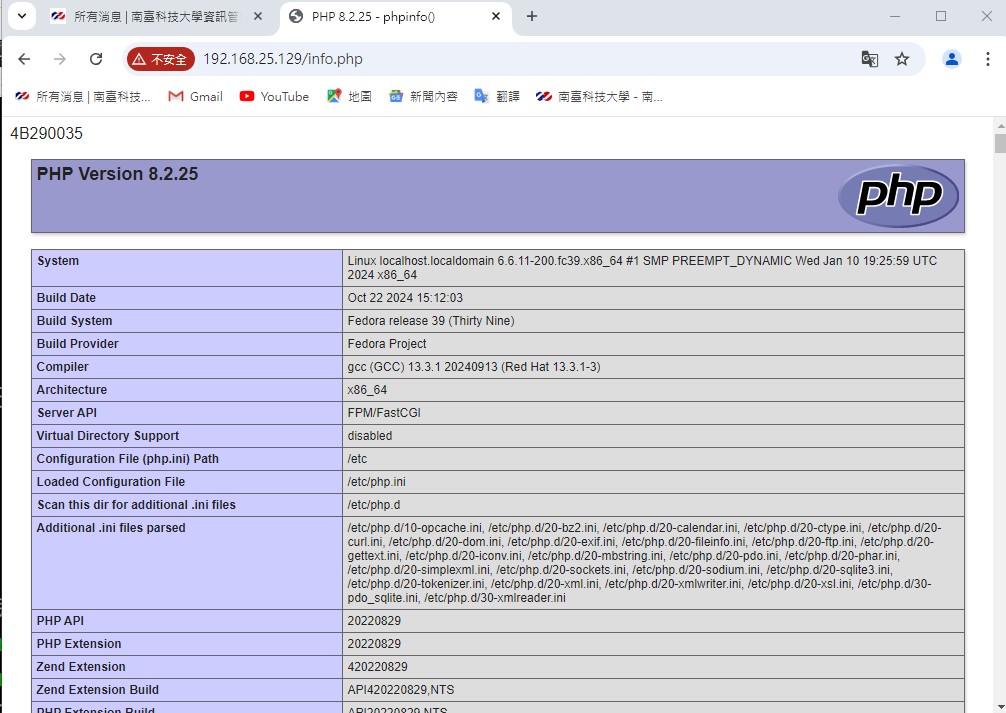 所有消息 | 南臺科技大學資訊管
PHP 8.2.25 - phpinfo()
不安全
192.168.25.129/info.php
所有消息 | 南臺科技...
Gmail
YouTube
地圖
新聞內容
翻譯
南臺科技大學 - 南...
4B290035
PHP Version 8.2.25
php
System
Linux localhost.localdomain 6.6.11-200.fc39.x86_64 #1 SMP PREEMPT_DYNAMIC Wed Jan 10 19:25:59 UTC
2024 x86_64
Build Date
Oct 22 2024 15:12:03
Build System
Fedora release 39 (Thirty Nine)
Build Provider
Fedora Project
Compiler
gcc (GCC) 13.3.1 20240913 (Red Hat 13.3.1-3)
Architecture
x86_64
Server API
FPM/FastCGI
Virtual Directory Support
disabled
Configuration File (php.ini) Path
/etc
Loaded Configuration File
/etc/php.ini
Scan this dir for additional .ini files
/etc/php.d
Additional .ini files parsed
/etc/php.d/10-opcache.ini, /etc/php.d/20-bz2.ini, /etc/php.d/20-calendar.ini, /etc/php.d/20-ctype.ini, /etc/php.d/20-
curl.ini, /etc/php.d/20-dom.ini, /etc/php.d/20-exif.ini, /etc/php.d/20-fileinfo.ini, /etc/php.d/20-ftp.ini, /etc/php.d/20-
gettext.ini, /etc/php.d/20-iconv.ini, /etc/php.d/20-mbstring.ini, /etc/php.d/20-pdo.ini, /etc/php.d/20-phar.ini,
/etc/php.d/20-simplexml.ini, /etc/php.d/20-sockets.ini, /etc/php.d/20-sodium.ini, /etc/php.d/20-sqlite3.ini,
/etc/php.d/20-tokenizer.ini, /etc/php.d/20-xml.ini, /etc/php.d/20-xmlwriter.ini, /etc/php.d/20-xsl.ini, /etc/php.d/30-
pdo_sqlite.ini, /etc/php.d/30-xmlreader.ini
PHP API
20220829
PHP Extension
20220829
Zend Extension
420220829
Zend Extension Build
API420220829,NTS
PHP Extension Build
API20220829,NTS